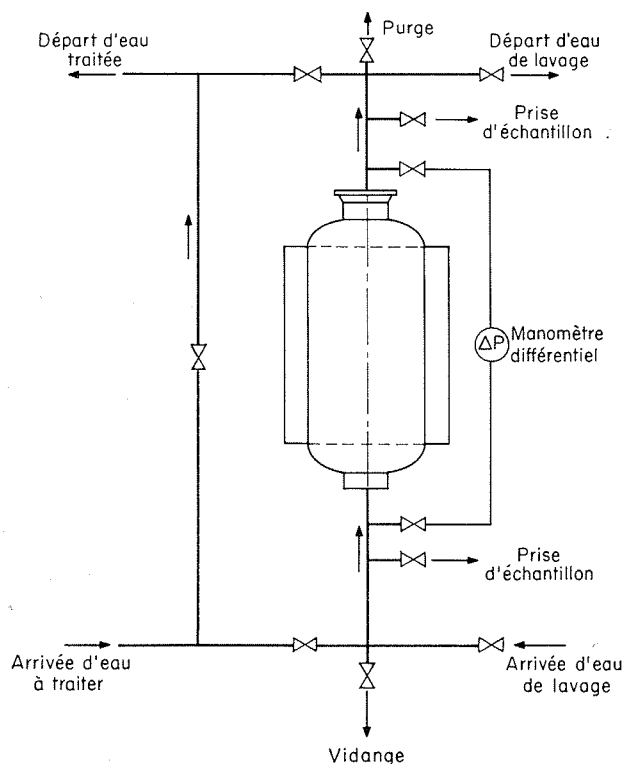 Purge
Départ d'eau
traitée
Départ d'eau
de lavage
Prise
d'échantillon
ΔP
Manomètre
différentiel
Prise
d'échantillon
Arrivée d'eau
à traiter
Arrivée d'eau
de lavage
Vidange